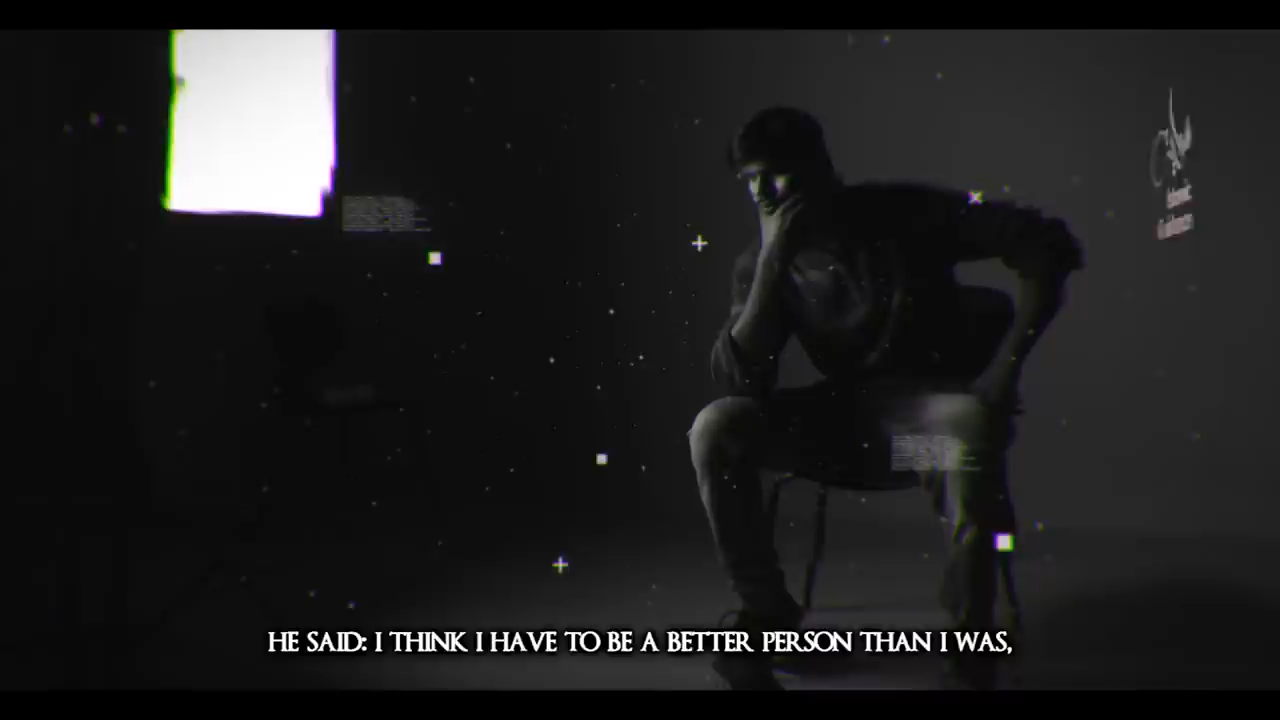 HE SAID: I THINK I HAVE TO BE A BETTER PERSON THAN I WAS,